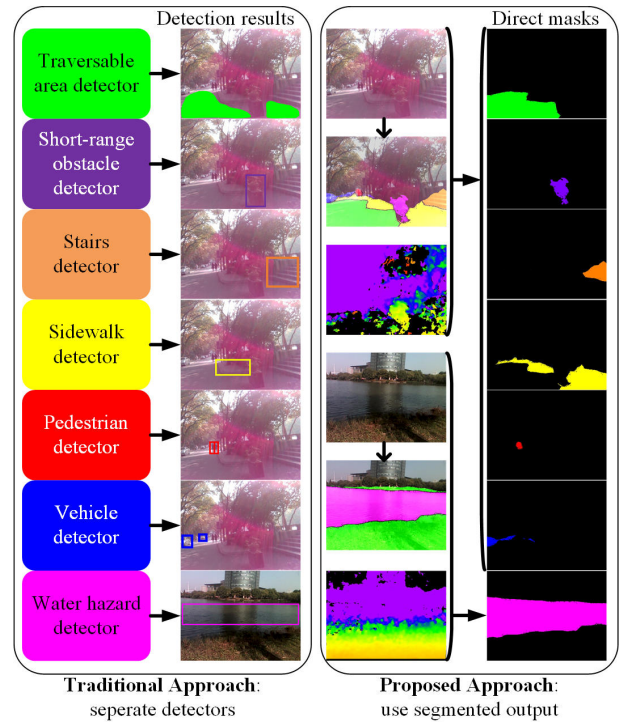 Detection results
Direct masks
Traversable
area detector
Short-range
obstacle
detector
Stairs
detector
Sidewalk
detector
Pedestrian
detector
Vehicle
detector
Water hazard
detector
Traditional Approach:
seperate detectors
Proposed Approach:
use segmented output